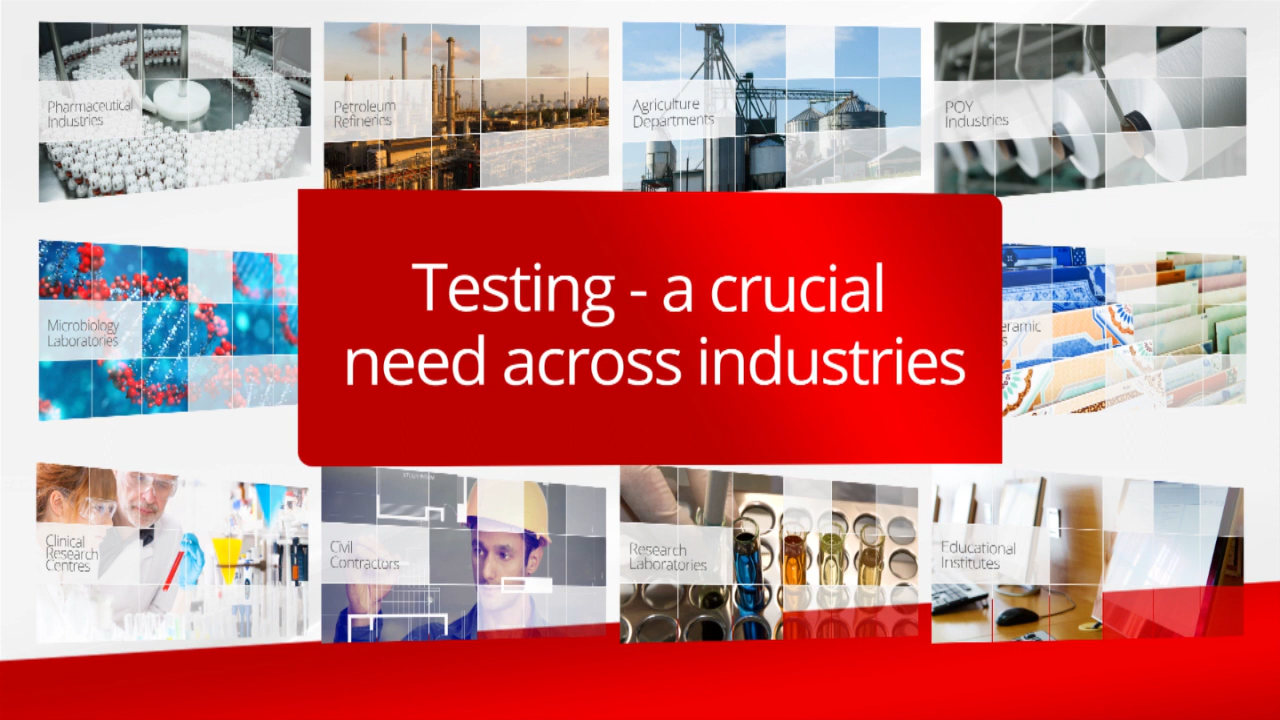 Pharmaceutical
Industries
Petroleum
Refineries
Agriculture
Departments
POY
Industries
Testing - a crucial
need across industries
Microbiology
Laboratories
eramic
s
Clinical
Research
Centres
Civil
Contractors
Research
Laboratories
Educational
Institutes